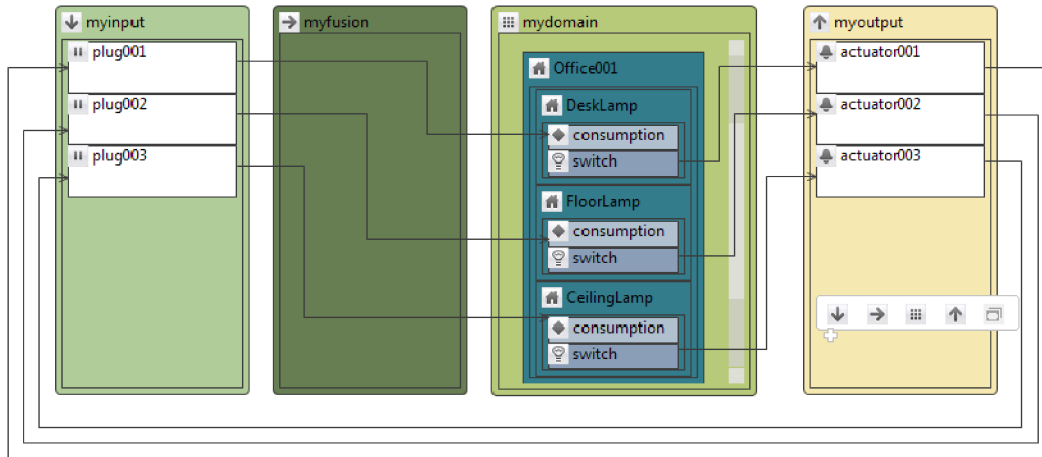 myinput
plug001
plug002
plug003
myfusion
mydomain
Office001
DeskLamp
consumption
switch
FloorLamp
consumption
switch
CeilingLamp
consumption
switch
myoutput
actuator001
actuator002
actuator003